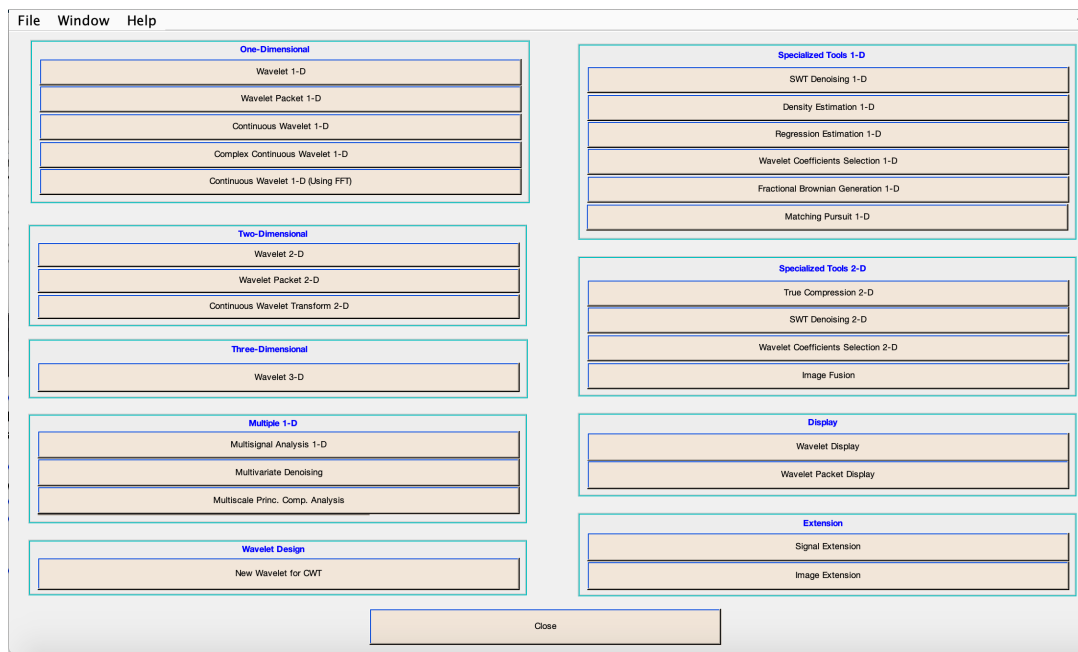 File Window Help
One-Dimensional
Wavelet 1-D
Wavelet Packet 1-D
Continuous Wavelet 1-D
Complex Continuous Wavelet 1-D
Continuous Wavelet 1-D (Using FFT)
Two-Dimensional
Wavelet 2-D
Wavelet Packet 2-D
Continuous Wavelet Transform 2-D
Three-Dimensional
Wavelet 3-D
Multiple 1-D
Multisignal Analysis 1-D
Multivariate Denoising
Multiscale Princ. Comp. Analysis
Wavelet Design
New Wavelet for CWT
Specialized Tools 1-D
SWT Denoising 1-D
Density Estimation 1-D
Regression Estimation 1-D
Wavelet Coefficients Selection 1-D
Fractional Brownian Generation 1-D
Matching Pursuit 1-D
Specialized Tools 2-D
True Compression 2-D
SWT Denoising 2-D
Wavelet Coefficients Selection 2-D
Image Fusion
Display
Wavelet Display
Wavelet Packet Display
Extension
Signal Extension
Image Extension
Close